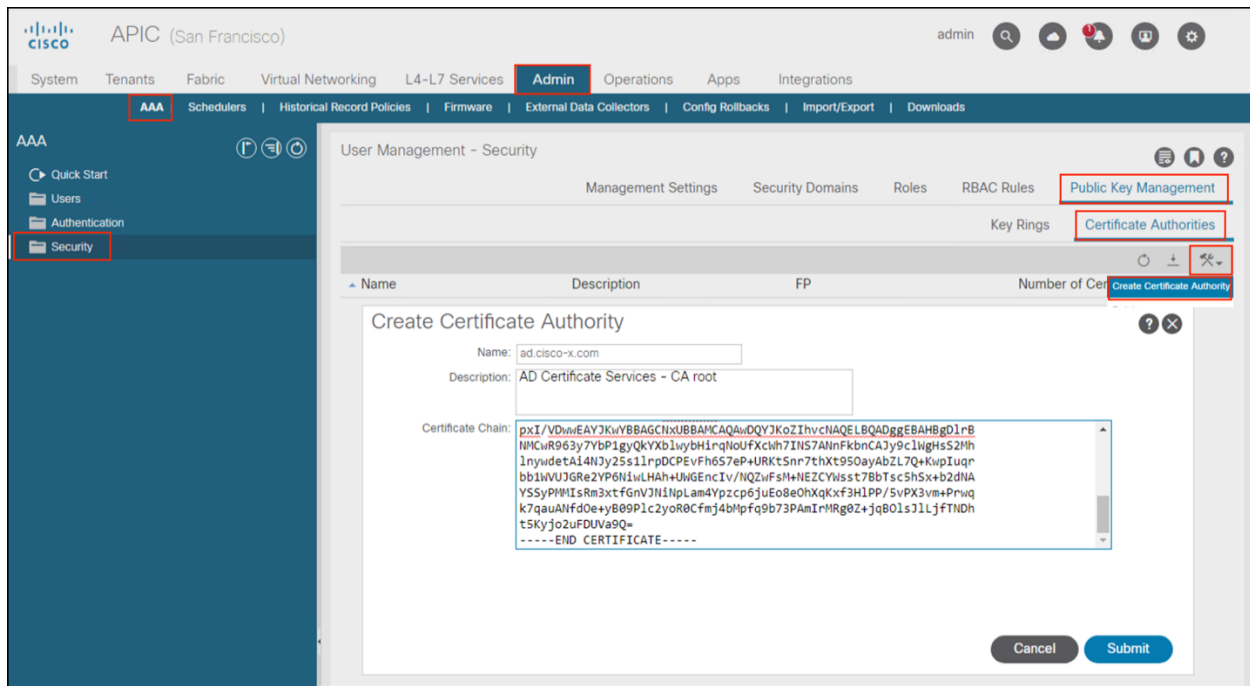 CISCO APIC (San Francisco) admin 1
System Tenants Fabric Virtual Networking L4-L7 Services Admin Operations Apps Integrations
AAA Schedulers | Historical Record Policies | Firmware | External Data Collectors | Config Rollbacks | Import/Export | Downloads
AAA
Quick Start
Users
Authentication
Security
User Management - Security
Management Settings Security Domains Roles RBAC Rules Public Key Management
Key Rings Certificate Authorities
Name Description FP Number of Cer
Create Certificate Authority
Create Certificate Authority
Name: ad.cisco-x.com
Description: AD Certificate Services - CA root
Certificate Chain: pxI/VDwwEAYJKwYBBAGCNxUBBAMCAQAwDQYJKoZIhvcNAQELBQADggEBAHBgDlrB
NMCwR963y7YbP1gyQkYXblwybHirqNoUfXcWh7INS7ANnFkbnCAJy9clWgHsS2Mh
lnywdetAi4NJy25s1lrpDCPEvFh6S7eP+URKtSnr7thXt95OayAbZL7Q+KwpIuqr
bb1WVUJGRe2YP6NiwLHAh+UWGEncIv/NQZwFsM+NEZCYWsst7BbTsc5hSx+b2dNA
YSSyPMMIsRm3xtfGnVJNiNpLam4Ypzcp6juEo8eOhXqKxf3HlPP/5vPX3vm+Prwq
k7qauANfdOe+yB09Plc2yoR0Cfmj4bMpfq9b73PAmIrMRg0Z+jqBOlsJlLjfTNDh
t5Kyjo2uFDUVa9Q=
-----END CERTIFICATE-----
Cancel Submit